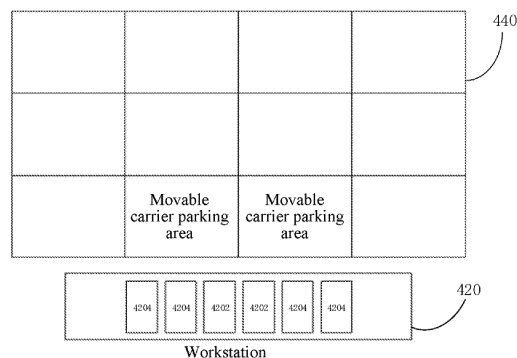 440
Movable
carrier parking
area
Movable
carrier parking
area
4204 4204 4202 4202 4204 4204
420
Workstation